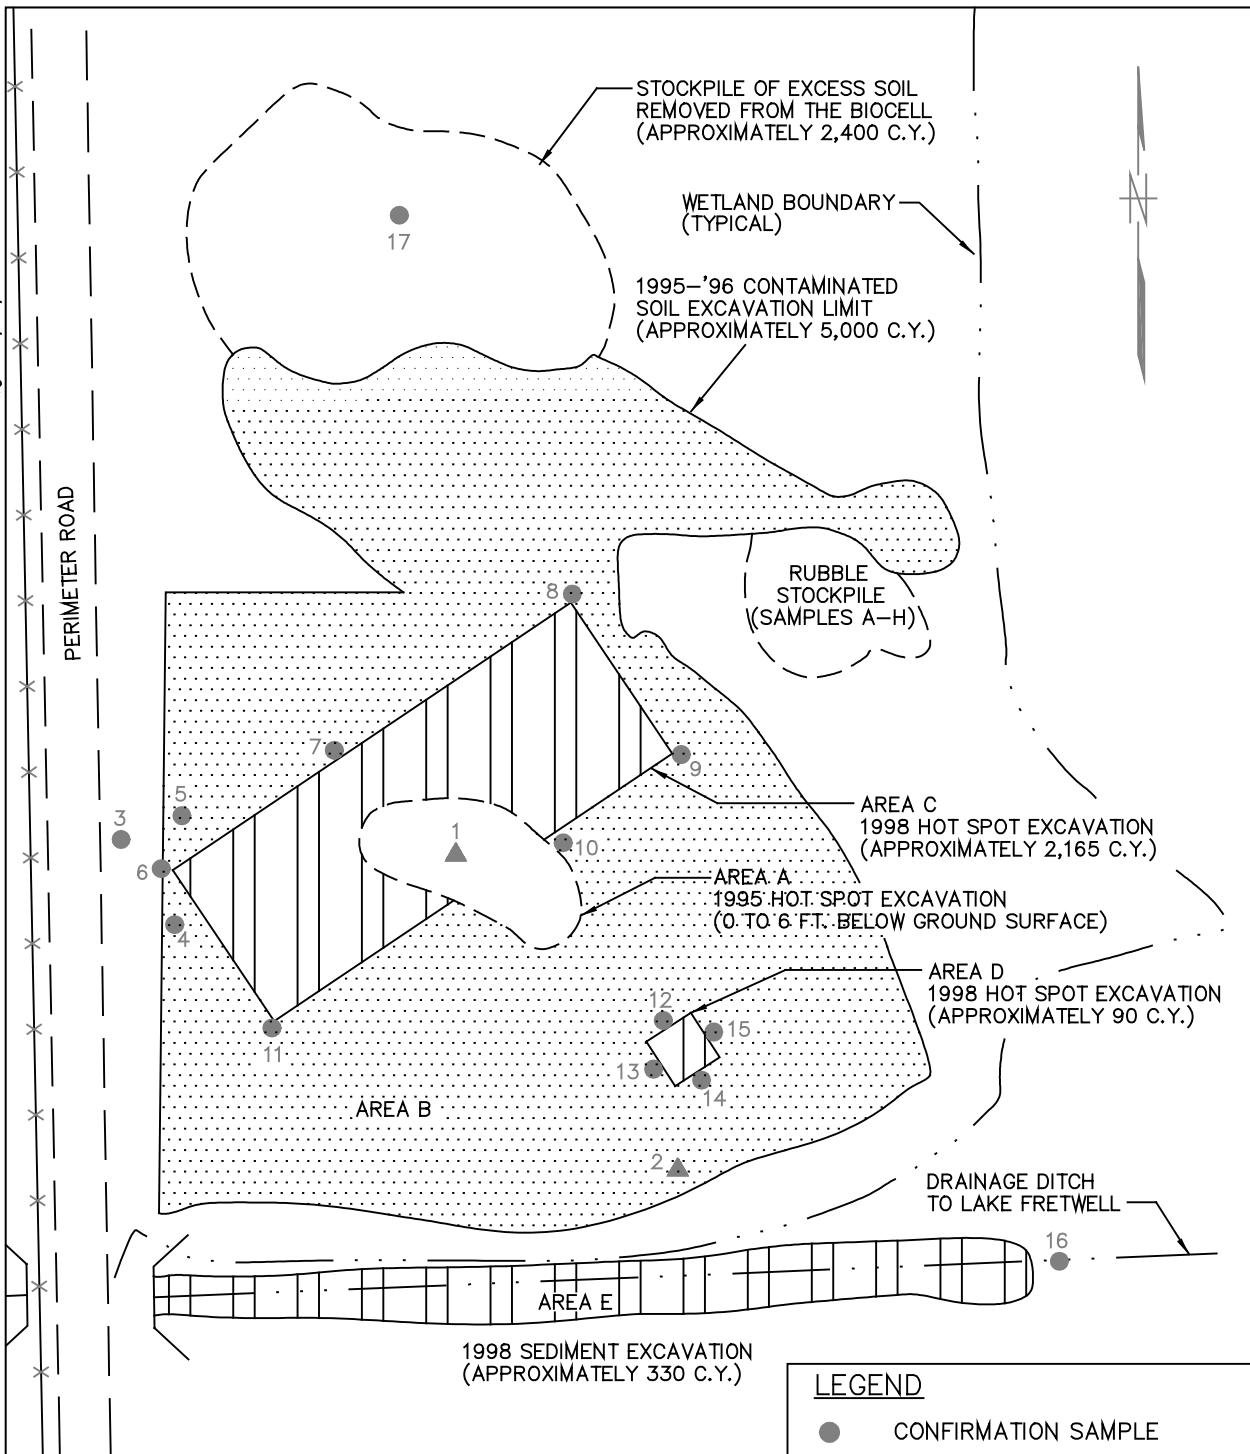 STOCKPILE OF EXCESS SOIL
REMOVED FROM THE BIOCELL
(APPROXIMATELY 2,400 C.Y.)
WETLAND BOUNDARY
(TYPICAL)
17
N
1995-'96 CONTAMINATED
SOIL EXCAVATION LIMIT
(APPROXIMATELY 5,000 C.Y.)
PERIMETER ROAD
RUBBLE
STOCKPILE
(SAMPLES A-H)
8
7
9
5
3
1
10
6
4
AREA C
1998 HOT SPOT EXCAVATION
(APPROXIMATELY 2,165 C.Y.)
AREA A
1995 HOT SPOT EXCAVATION
(0 TO 6 FT. BELOW GROUND SURFACE)
AREA D
1998 HOT SPOT EXCAVATION
(APPROXIMATELY 90 C.Y.)
12
15
11
13
14
AREA B
2
DRAINAGE DITCH
TO LAKE FRETWELL
16
AREA E
1998 SEDIMENT EXCAVATION
(APPROXIMATELY 330 C.Y.)
LEGEND
CONFIRMATION SAMPLE